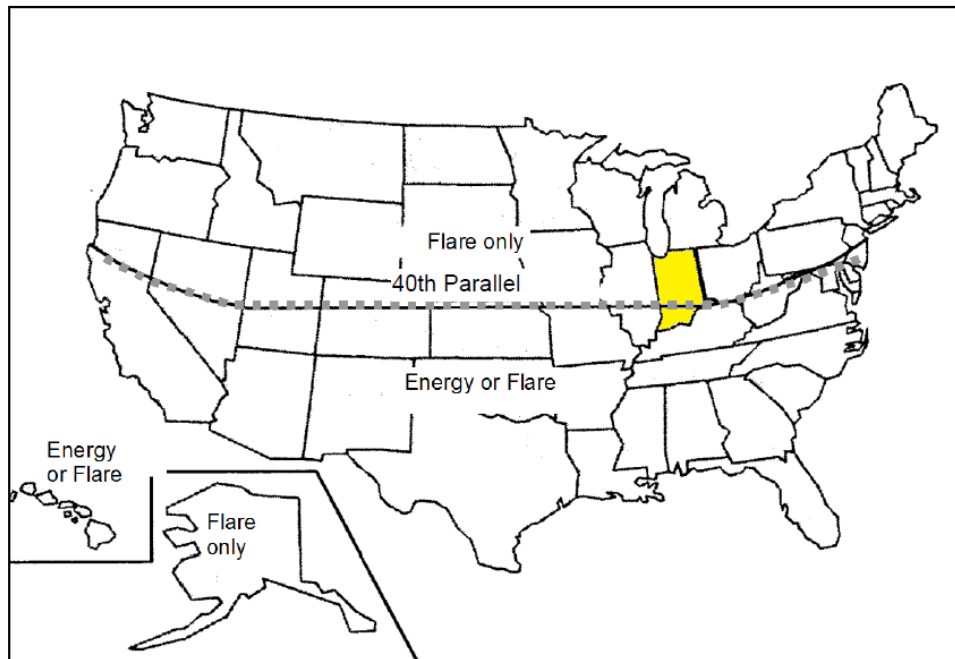 Flare only
40th Parallel
Energy or Flare
Energy
or Flare
Flare
only